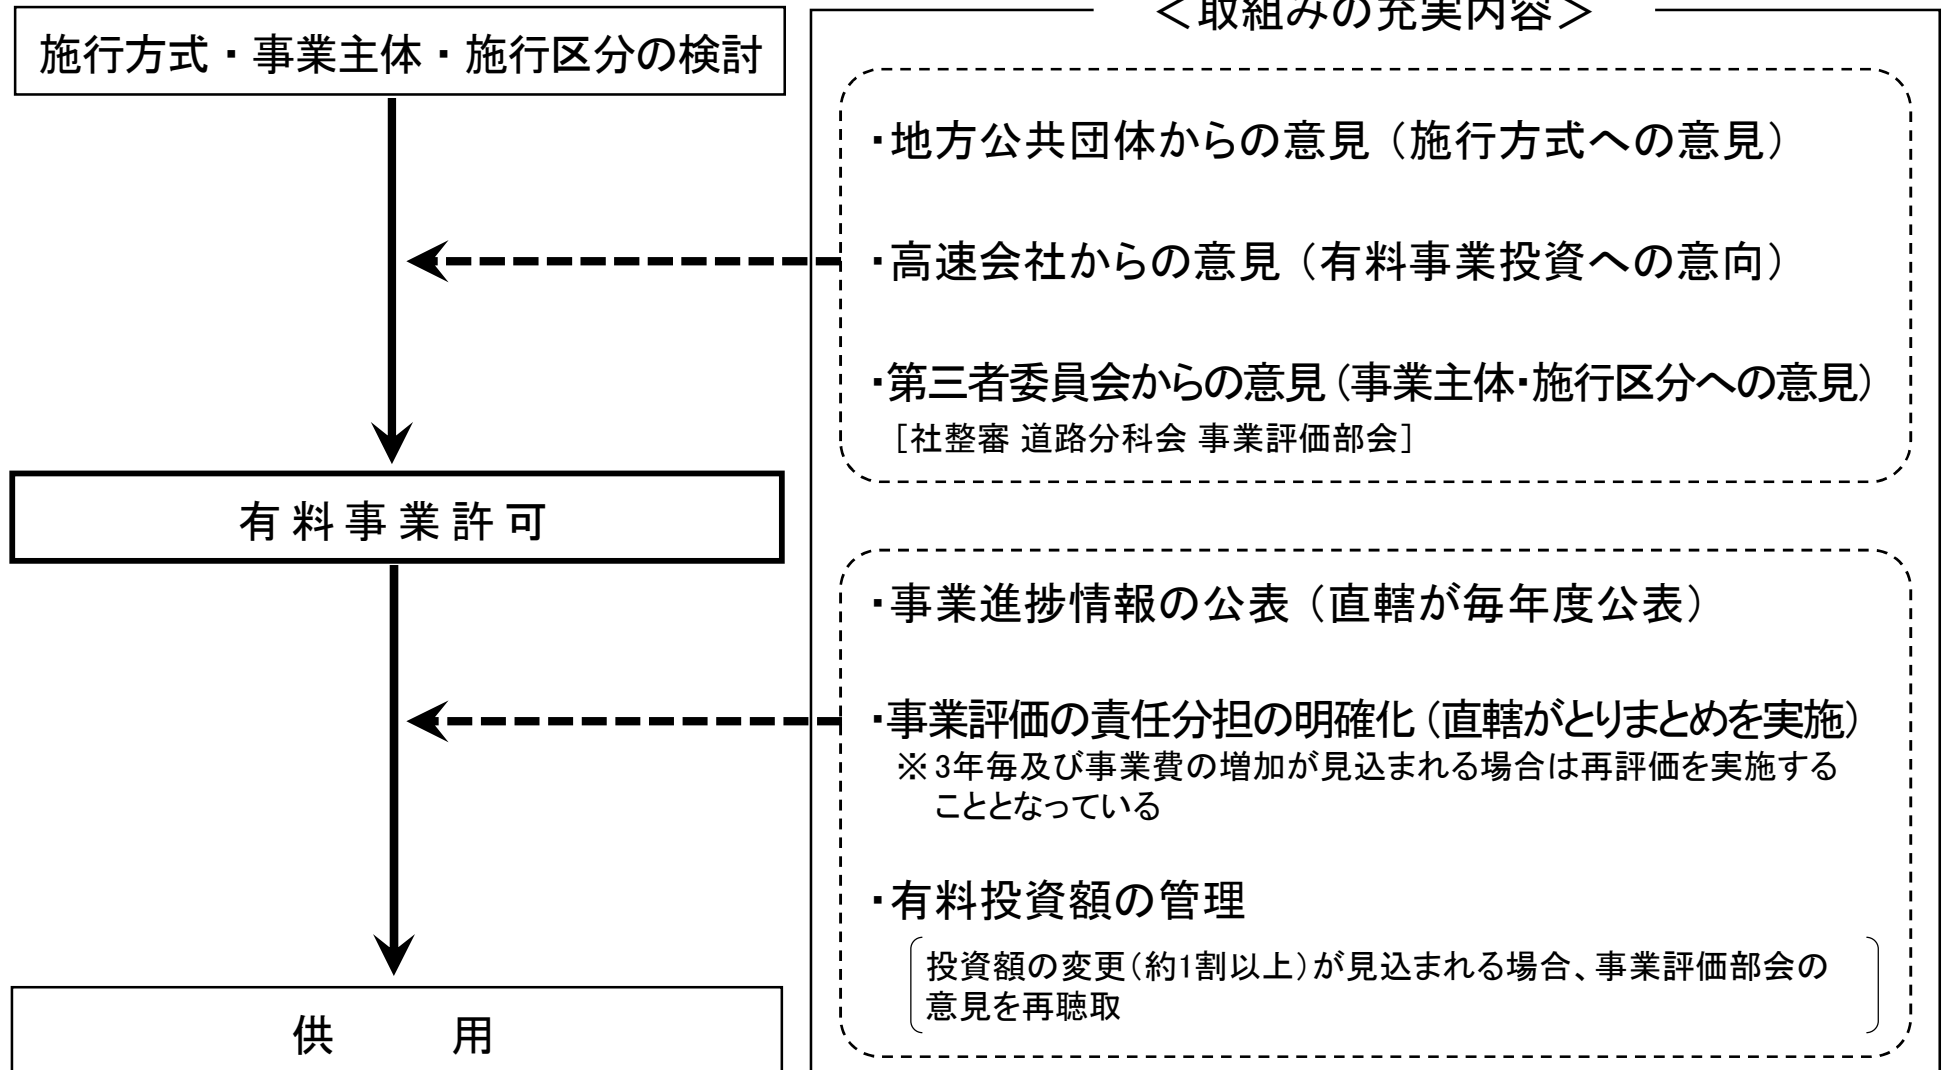 施行方式・事業主体・施行区分の検討
有料事業許可
供用
＜取組みの充実内容＞
・地方公共団体からの意見（施行方式への意見）
・高速会社からの意見（有料事業投資への意向）
・第三者委員会からの意見（事業主体・施行区分への意見）
［社整審 道路分科会 事業評価部会］
・事業進捗情報の公表（直轄が毎年度公表）
・事業評価の責任分担の明確化（直轄がとりまとめを実施）
※3年毎及び事業費の増加が見込まれる場合は再評価を実施する
こととなっている
・有料投資額の管理
投資額の変更（約1割以上）が見込まれる場合、事業評価部会の
意見を再聴取